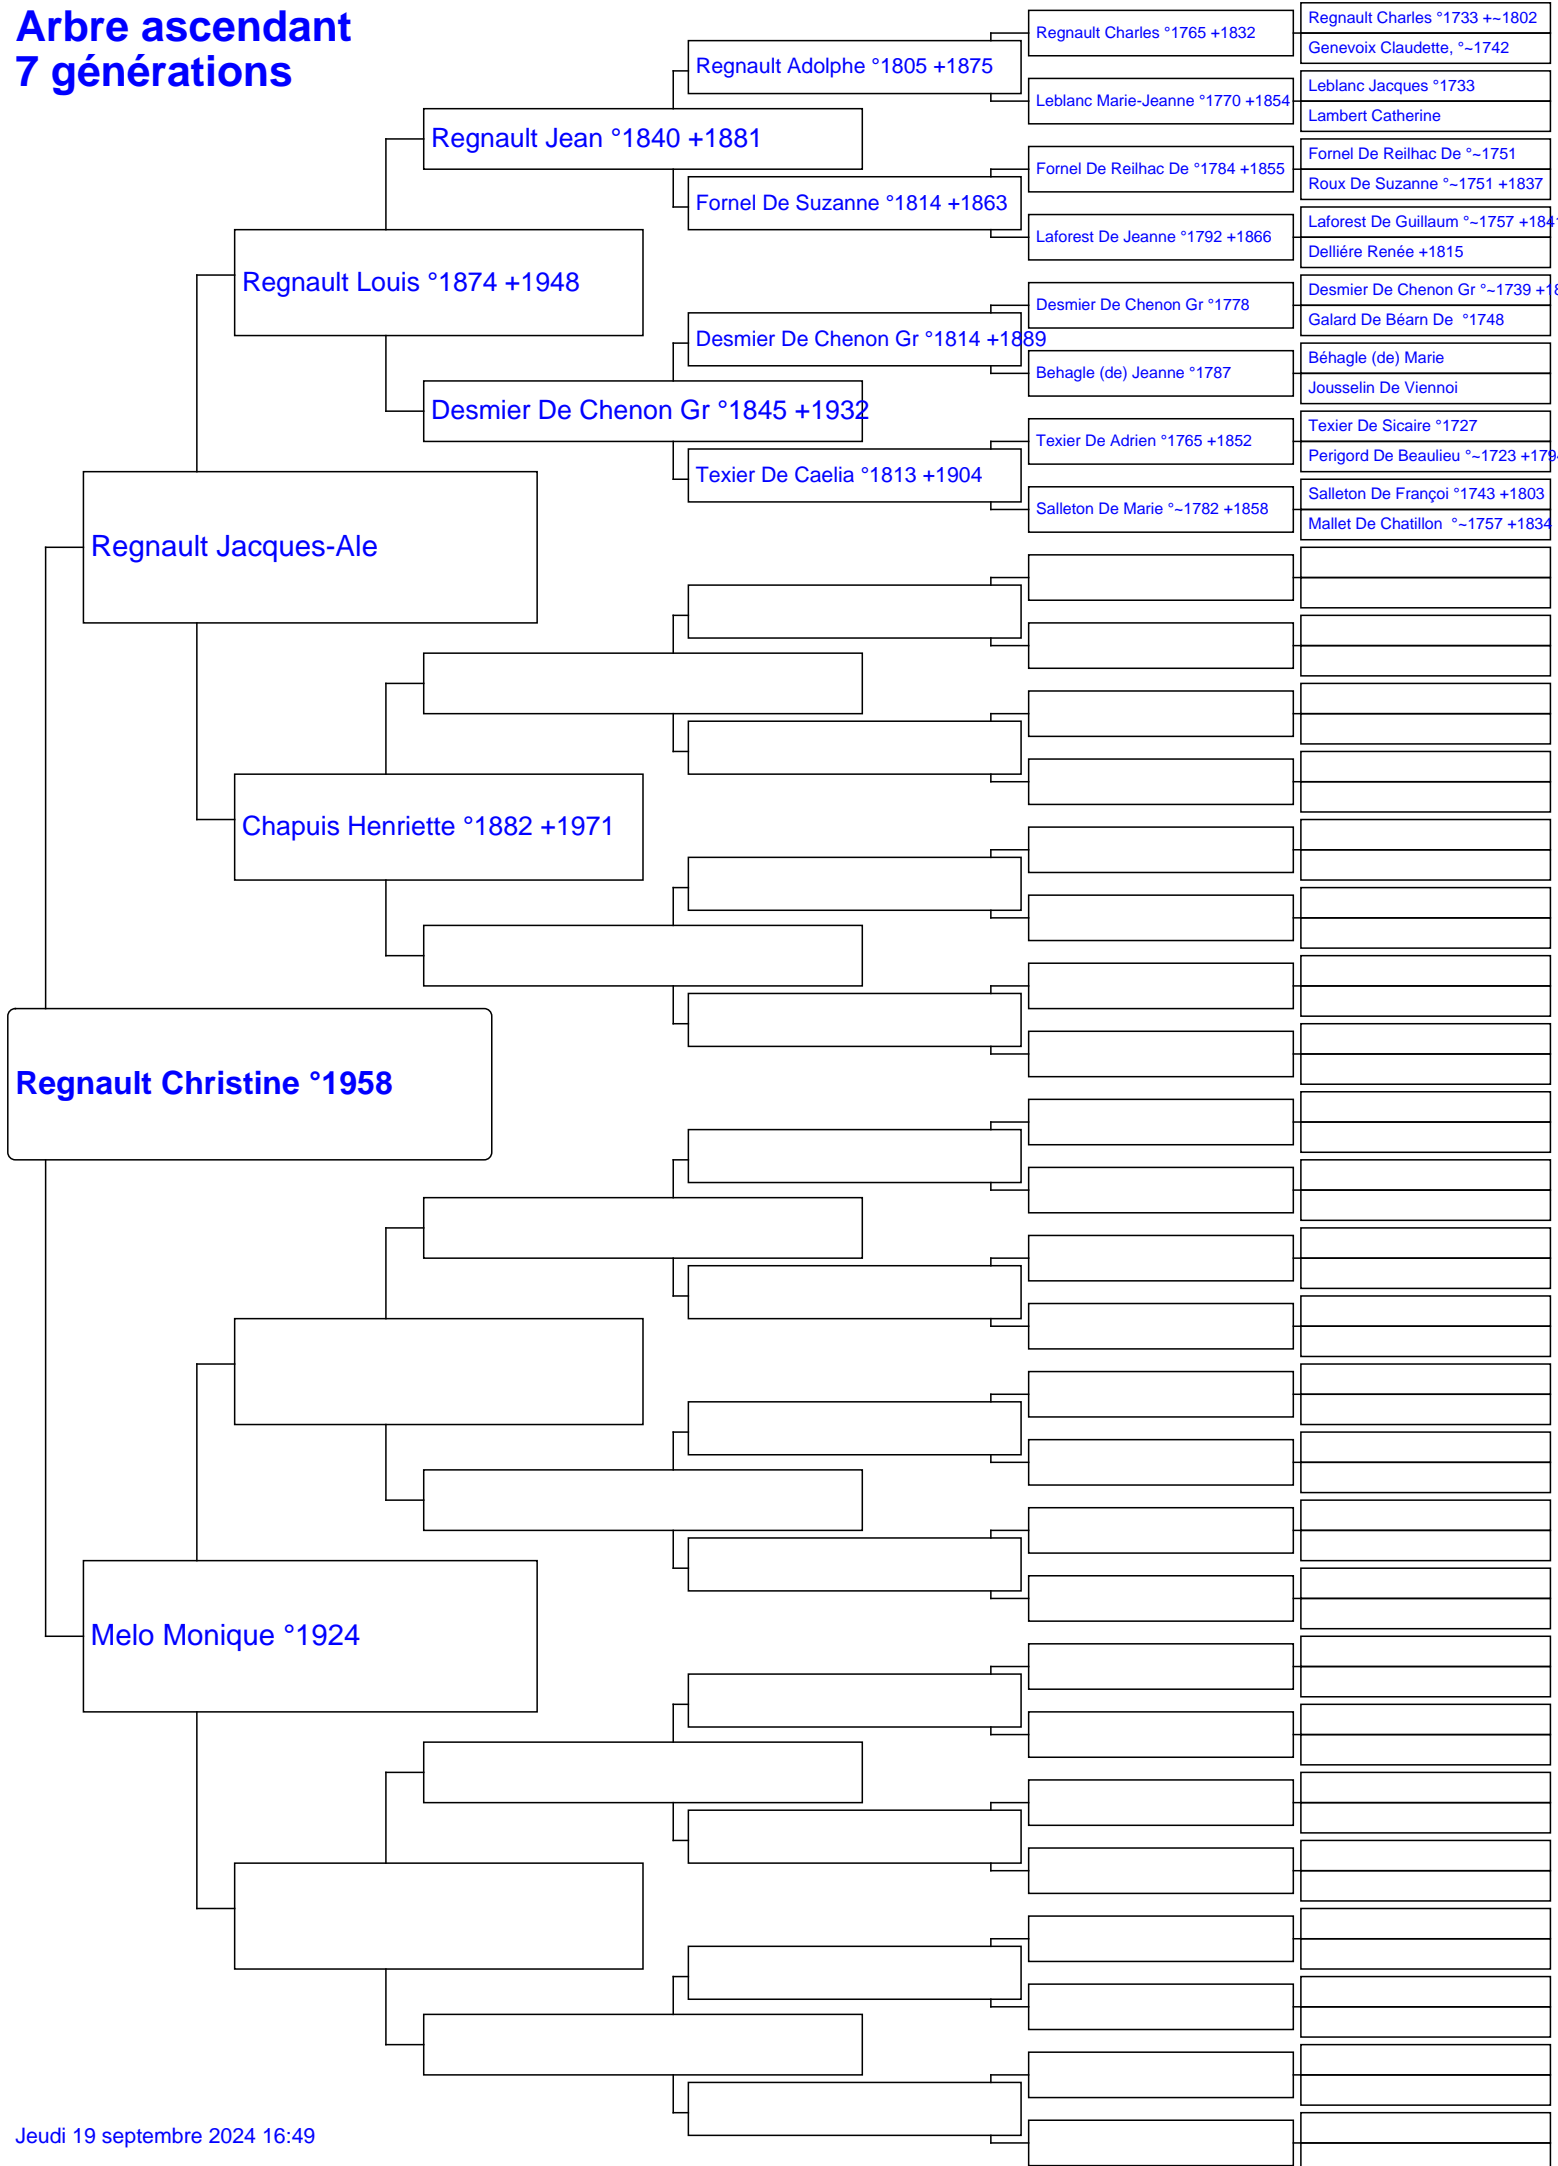 Arbre ascendant
7 générations
Regnault Christine °1958
Regnault Jacques-Ale
Melo Monique °1924
Regnault Louis °1874 +1948
Chapuis Henriette °1882 +1971
Regnault Jean °1840 +1881
Desmier De Chenon Gr °1845 +1932
Regnault Adolphe °1805 +1875
Fornel De Suzanne °1814 +1863
Desmier De Chenon Gr °1814 +1889
Texier De Caelia °1813 +1904
Regnault Charles °1765 +1832
Leblanc Marie-Jeanne °1770 +1854
Fornel De Reilhac De °1784 +1855
Laforest De Jeanne °1792 +1866
Desmier De Chenon Gr °1778
Behagle (de) Jeanne °1787
Texier De Adrien °1765 +1852
Salleton De Marie °~1782 +1858
Regnault Charles °1733 +~1802
Genevoix Claudette, °~1742
Leblanc Jacques °1733
Lambert Catherine
Fornel De Reilhac De °~1751
Roux De Suzanne °~1751 +1837
Laforest De Guillaum °~1757 +1841
Delliére Renée +1815
Desmier De Chenon Gr °~1739 +18
Galard De Béarn De °1748
Béhagle (de) Marie
Jousselin De Viennoi
Texier De Sicaire °1727
Perigord De Beaulieu °~1723 +1794
Salleton De Françoi °1743 +1803
Mallet De Chatillon °~1757 +1834
Jeudi 19 septembre 2024 16:49